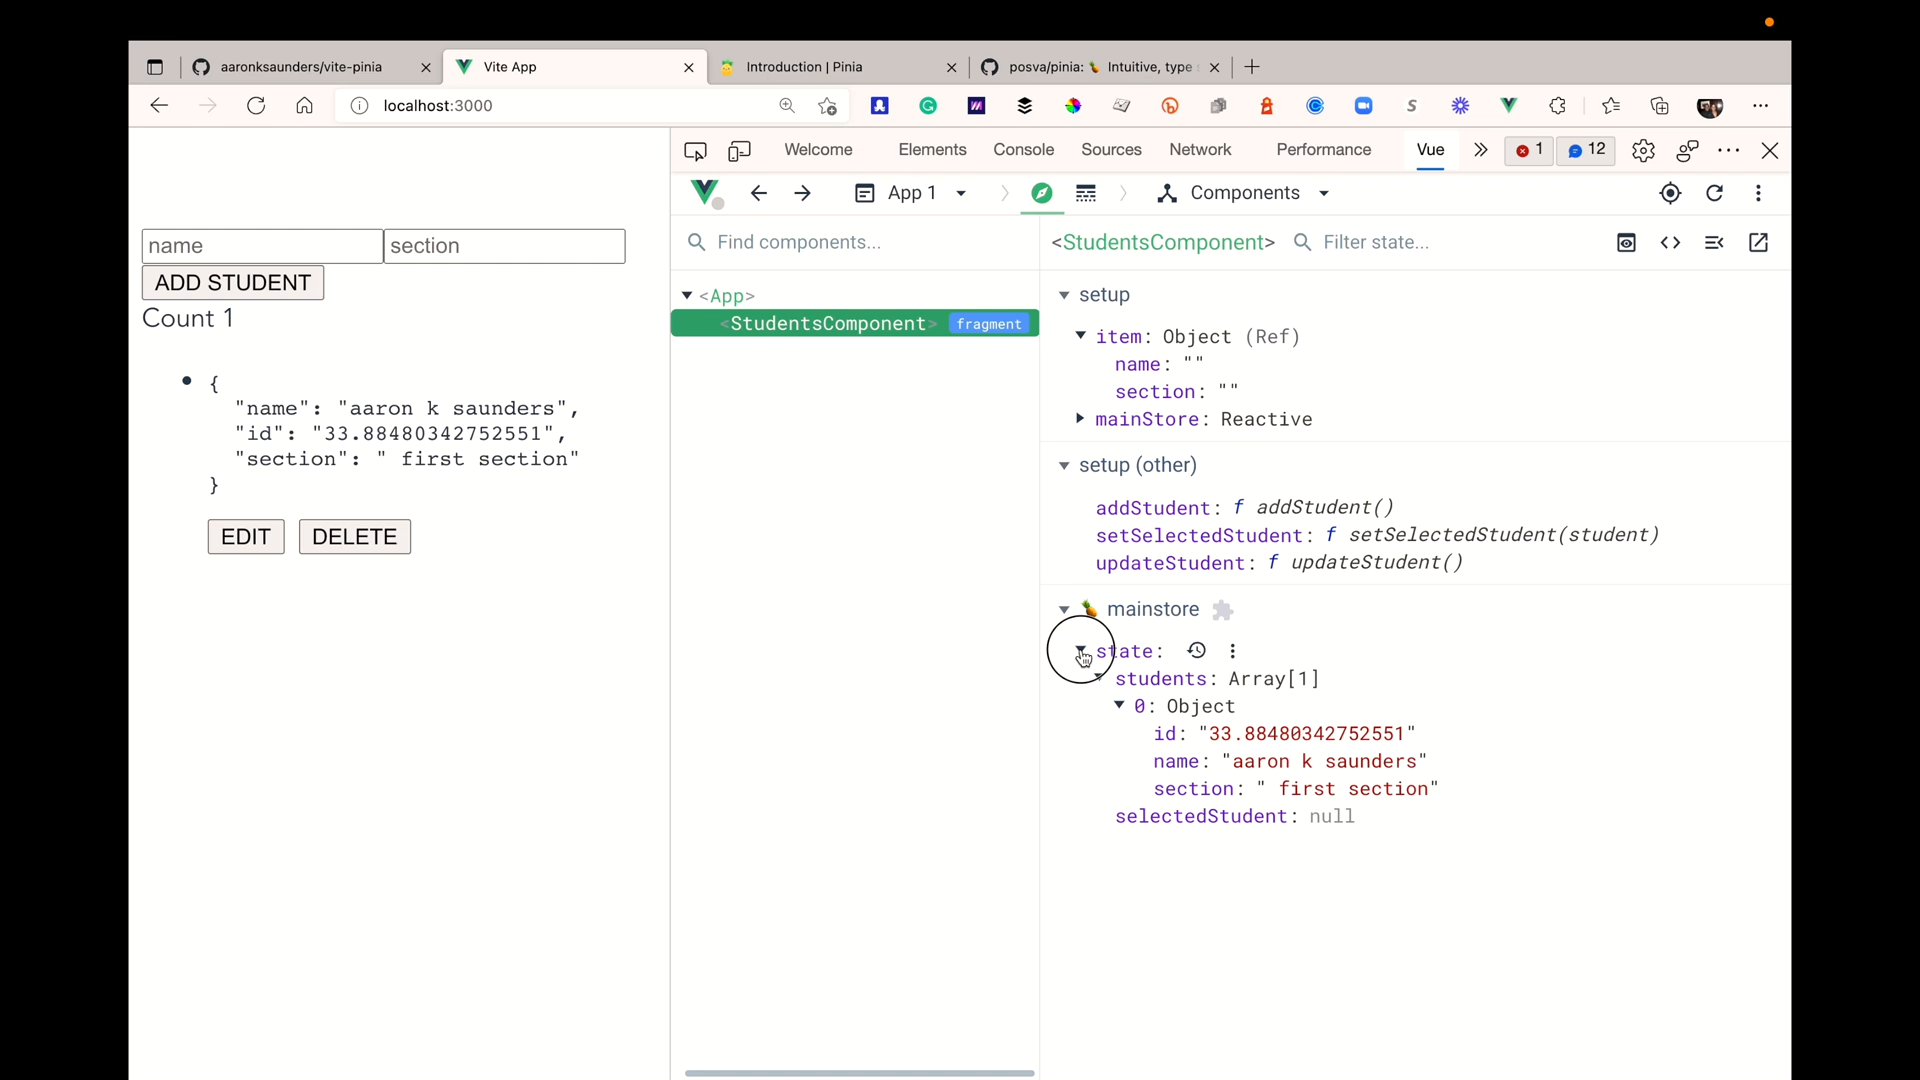 aaronksaunders/vite-pinia
Vite App
Introduction | Pinia
posva/pinia: 🍍 Intuitive, type s
localhost:3000
Welcome
Elements
Console
Sources
Network
Performance
Vue
1
12
App 1
Components
Find components...
<StudentsComponent>
Filter state...
name
section
ADD STUDENT
Count 1
{
"name": "aaron k saunders",
"id": "33.88480342752551",
"section": " first section"
}
EDIT
DELETE
<App>
<StudentsComponent> fragment
setup
item: Object (Ref)
name: ""
section: ""
mainStore: Reactive
setup (other)
addStudent: f addStudent()
setSelectedStudent: f setSelectedStudent(student)
updateStudent: f updateStudent()
🍍 mainstore
state:
students: Array[1]
0: Object
id: "33.88480342752551"
name: "aaron k saunders"
section: " first section"
selectedStudent: null